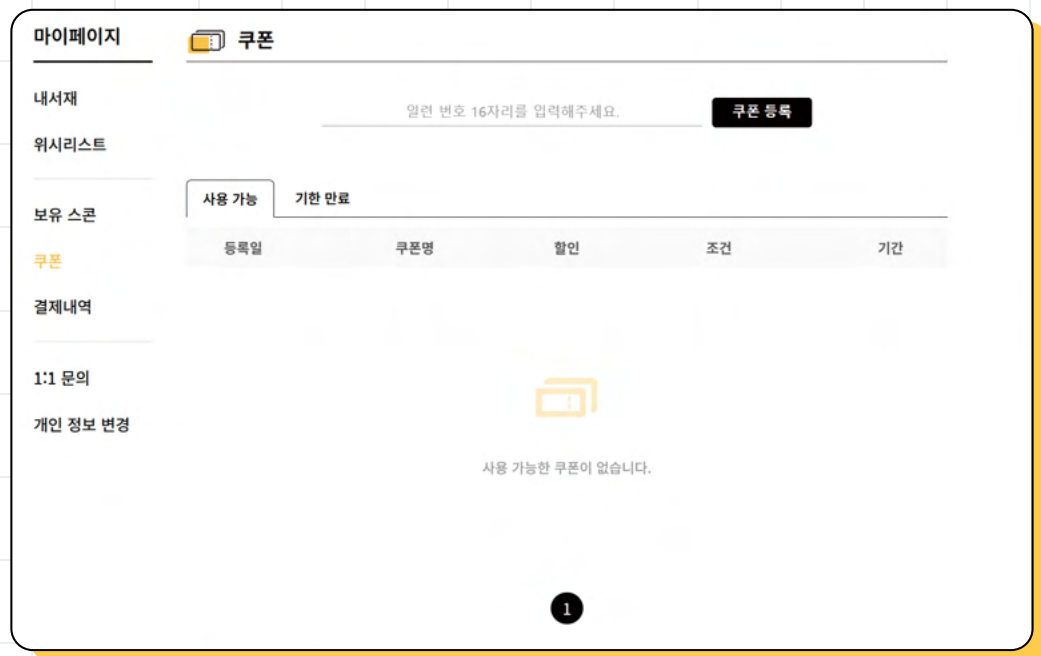 마이페이지
내서재
위시리스트
보유 스콘
쿠폰
결제내역
1:1 문의
개인 정보 변경
쿠폰
일련 번호 16자리를 입력해주세요. 쿠폰 등록
사용 가능 기한 만료
등록일 쿠폰명 할인 조건 기간
사용 가능한 쿠폰이 없습니다.
1